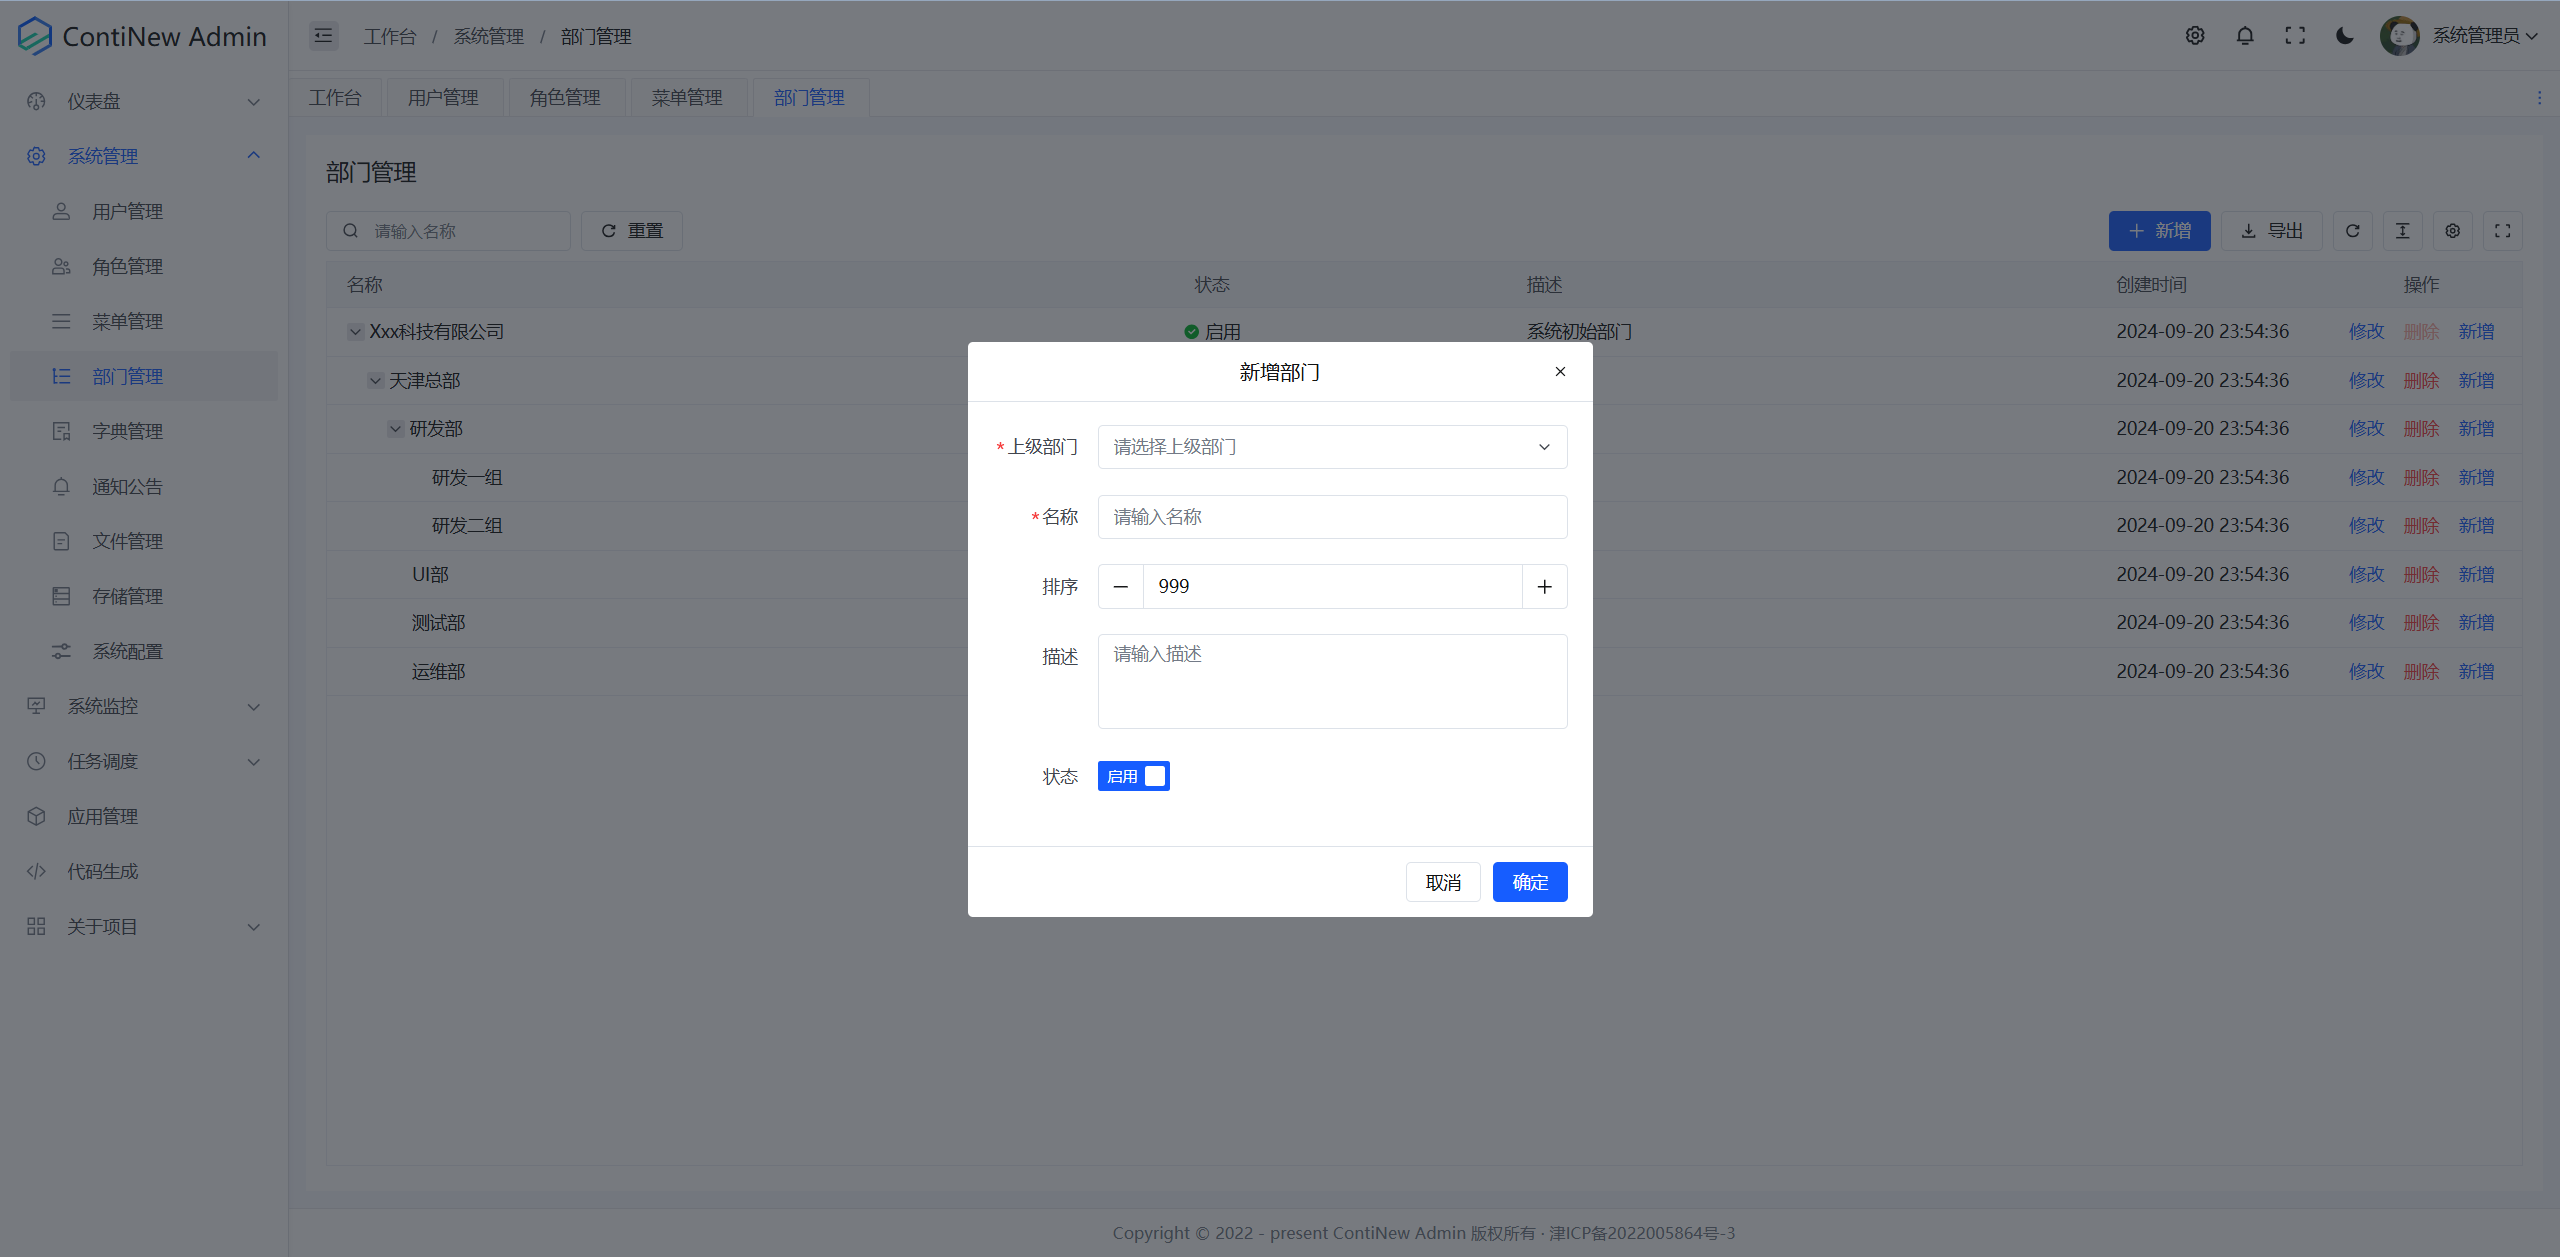 ContiNew Admin
工作台 / 系统管理 / 部门管理
系统管理员
仪表盘
系统管理
用户管理
角色管理
菜单管理
部门管理
字典管理
通知公告
文件管理
存储管理
系统配置
系统监控
任务调度
应用管理
代码生成
关于项目
工作台 用户管理 角色管理 菜单管理 部门管理
部门管理
请输入名称 重置 新增 导出
名称 状态 描述 创建时间 操作
Xxx科技有限公司 启用 系统初始部门 2024-09-20 23:54:36 修改 删除 新增
天津总部 2024-09-20 23:54:36 修改 删除 新增
研发部 2024-09-20 23:54:36 修改 删除 新增
研发一组 2024-09-20 23:54:36 修改 删除 新增
研发二组 2024-09-20 23:54:36 修改 删除 新增
UI部 2024-09-20 23:54:36 修改 删除 新增
测试部 2024-09-20 23:54:36 修改 删除 新增
运维部 2024-09-20 23:54:36 修改 删除 新增
新增部门
*上级部门 请选择上级部门
*名称 请输入名称
排序 999
描述 请输入描述
状态 启用
取消 确定
Copyright © 2022 - present ContiNew Admin 版权所有 · 津ICP备2022005864号-3